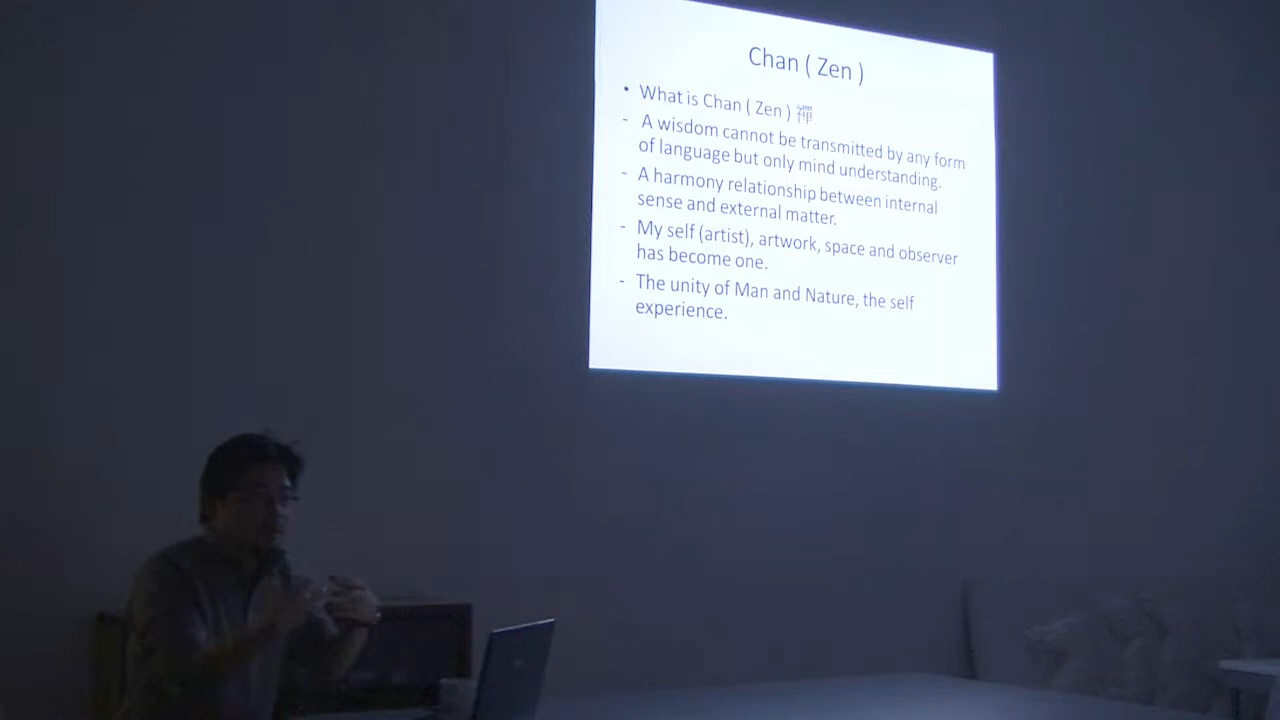 Chan ( Zen )
• What is Chan ( Zen ) 禪
- A wisdom cannot be transmitted by any form
of language but only mind understanding.
- A harmony relationship between internal
sense and external matter.
- My self (artist), artwork, space and observer
has become one.
- The unity of Man and Nature, the self
experience.